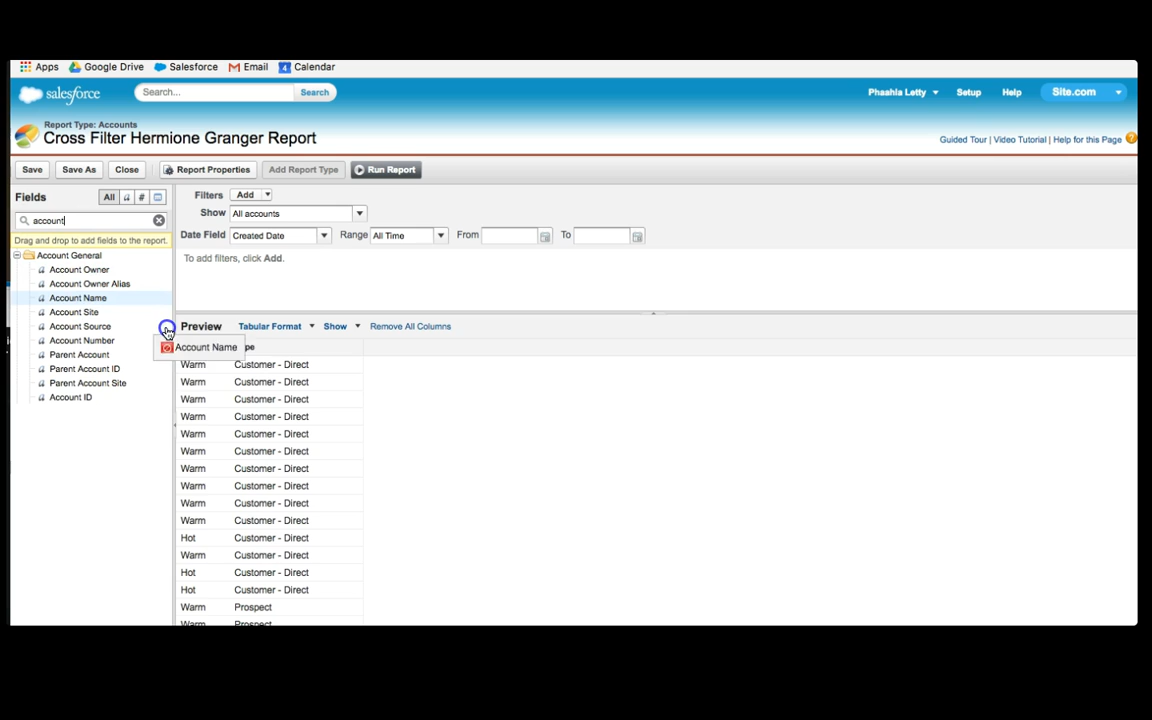 Apps Google Drive Salesforce Email 4 Calendar
salesforce Search... Search Phaahla Letty Setup Help Site.com
Report Type: Accounts
Cross Filter Hermione Granger Report
Guided Tour | Video Tutorial | Help for this Page ?
Save Save As Close Report Properties Add Report Type Run Report
Fields All #
account
Drag and drop to add fields to the report.
Account General
Account Owner
Account Owner Alias
Account Name
Account Site
Account Source
Account Number
Parent Account
Parent Account ID
Parent Account Site
Account ID
Filters Add
Show All accounts
Date Field Created Date Range All Time From To
To add filters, click Add.
Preview Tabular Format Show Remove All Columns
Account Name
Warm Customer - Direct
Warm Customer - Direct
Warm Customer - Direct
Warm Customer - Direct
Warm Customer - Direct
Warm Customer - Direct
Warm Customer - Direct
Warm Customer - Direct
Warm Customer - Direct
Warm Customer - Direct
Hot Customer - Direct
Warm Customer - Direct
Hot Customer - Direct
Hot Customer - Direct
Warm Prospect
Warm Prospect